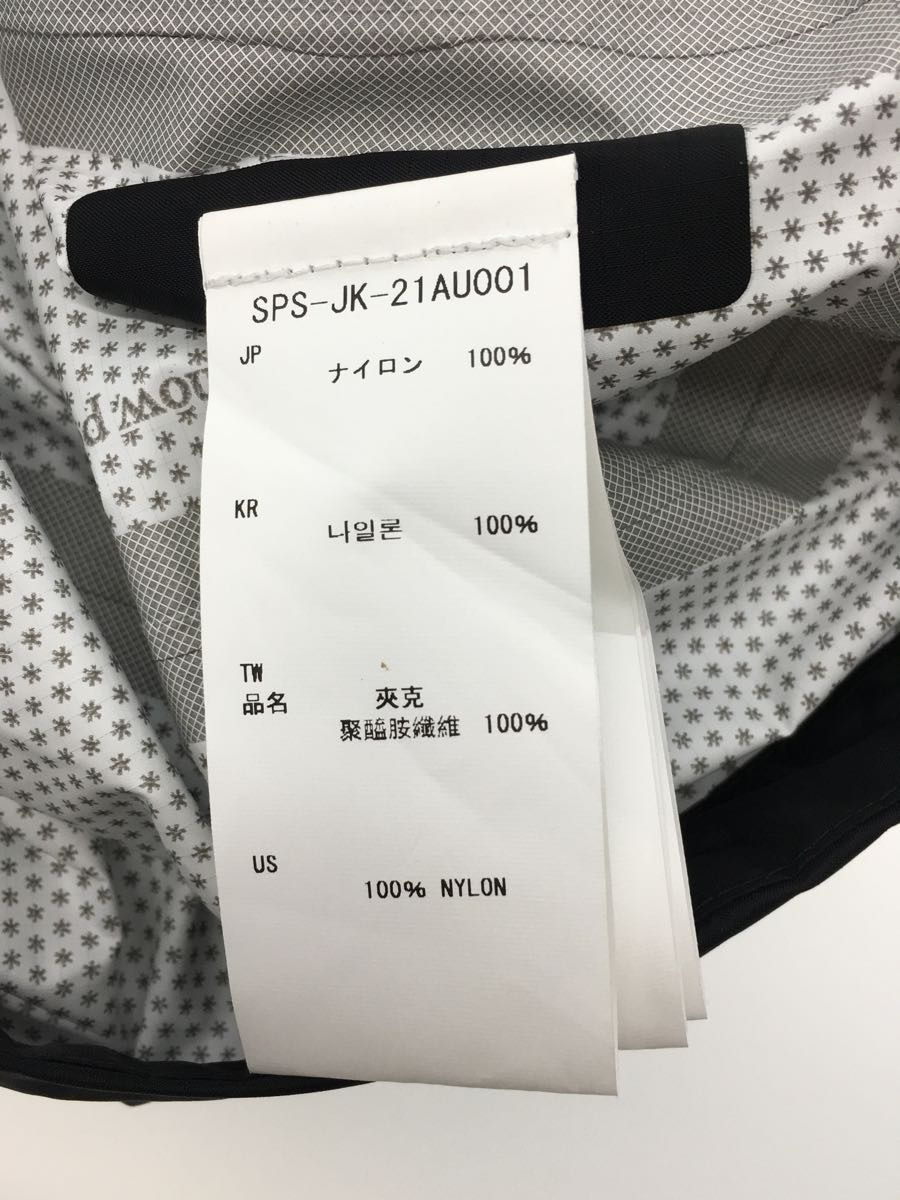 SPS-JK-21AU001
JP
ナイロン 100%
KR
나일론 100%
TW
品名 夾克
聚醯胺纖維 100%
US
100% NYLON
now.p